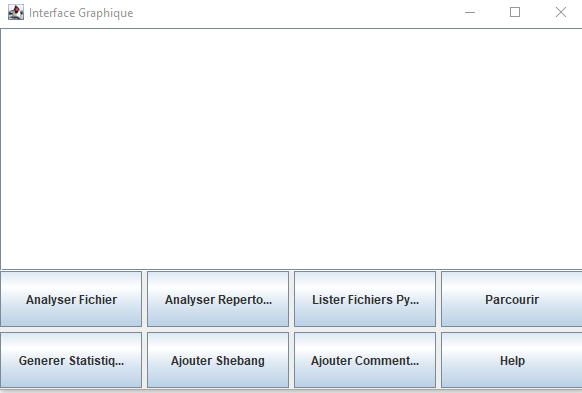 Interface Graphique
Analyser Fichier
Analyser Reperto...
Lister Fichiers Py...
Parcourir
Generer Statistiq...
Ajouter Shebang
Ajouter Comment...
Help